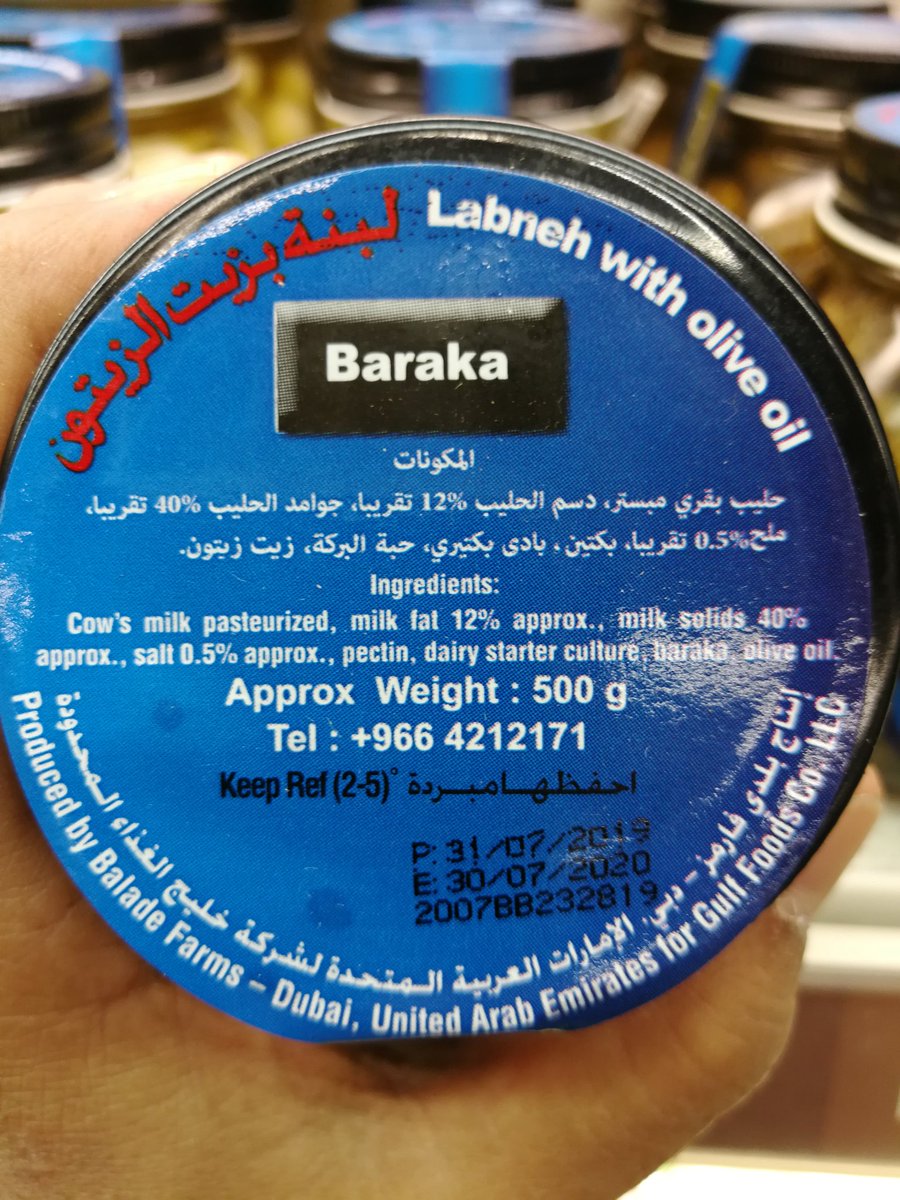 لبنة بزيت الزيتون
Labneh with olive oil
Baraka
المكونات
حليب بقري مبستر، دسم الحليب 12% تقريبا، جوامد الحليب 40% تقريبا،
ملح 0.5% تقريبا، بكتين، بادئ بكتيري، حبة البركة، زيت زيتون.
Ingredients:
Cow's milk pasteurized, milk fat 12% approx., milk solids 40%
approx., salt 0.5% approx., pectin, dairy starter culture, baraka, olive oil.
Approx Weight : 500 g
Tel : +966 4212171
Keep Ref (2-5)° احفظها مبردة
P: 31/07/2019
E: 30/07/2020
2007BB232819
إنتاج بلدي فارمز - دبي. الإمارات العربية المتحدة لشركة خليج الغذاء المحدودة
Produced by Balade Farms - Dubai, United Arab Emirates for Gulf Foods Co, LLC